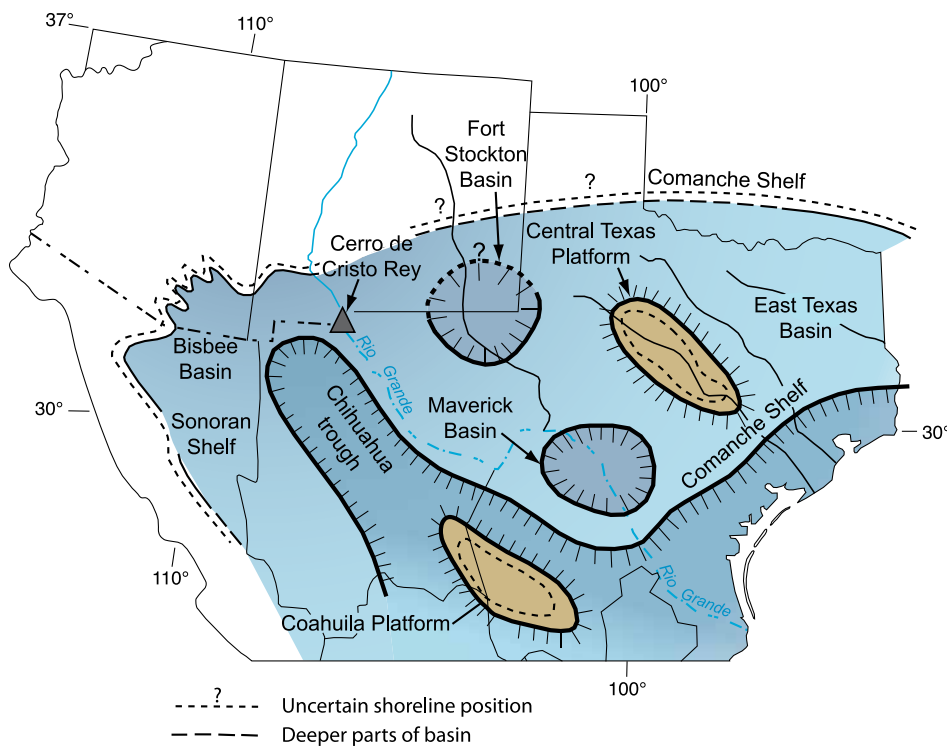 37°
110°
100°
Fort
Stockton
Basin
?
Comanche Shelf
?
?
Central Texas
Platform
Cerro de
Cristo Rey
East Texas
Basin
Bisbee
Basin
Rio Grande
Chihuahua
trough
Maverick
Basin
Comanche Shelf
30°
30°
Sonoran
Shelf
110°
Rio Grande
Coahuila Platform
100°
? Uncertain shoreline position
Deeper parts of basin